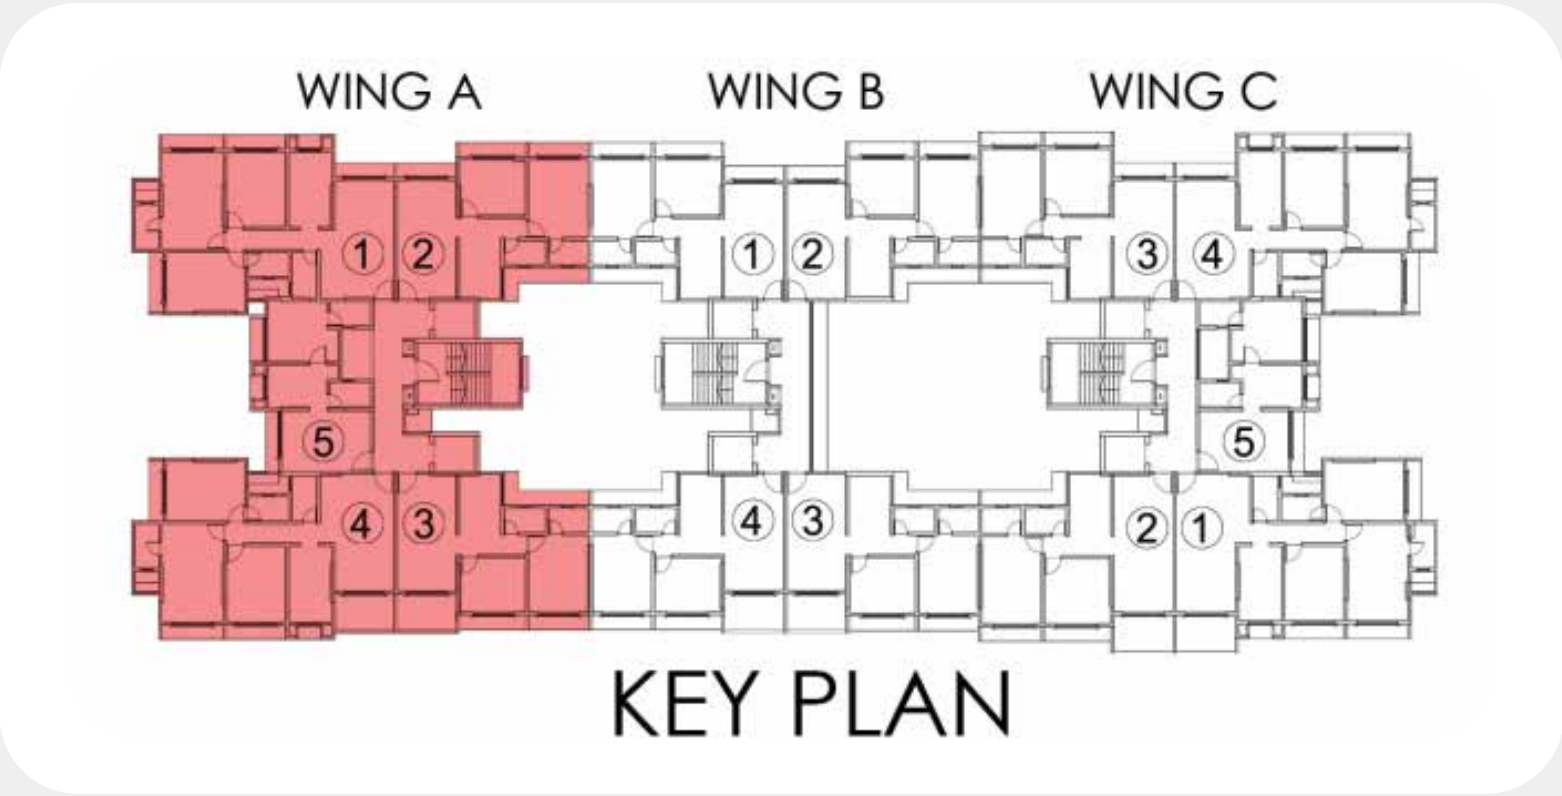 WING A WING B WING C
1 2 1 2 3 4
5 5
4 3 4 3 2 1
KEY PLAN